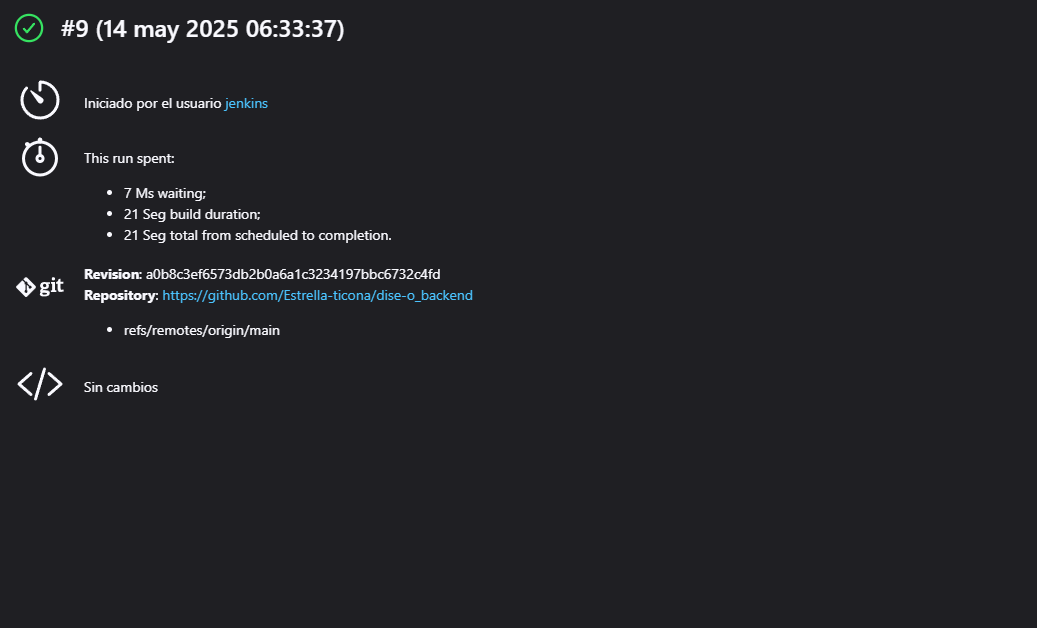 #9 (14 may 2025 06:33:37)
Iniciado por el usuario jenkins
This run spent:
7 Ms waiting;
21 Seg build duration;
21 Seg total from scheduled to completion.
git
Revision: a0b8c3ef6573db2b0a6a1c3234197bbc6732c4fd
Repository: https://github.com/Estrella-ticona/dise-o_backend
refs/remotes/origin/main
Sin cambios